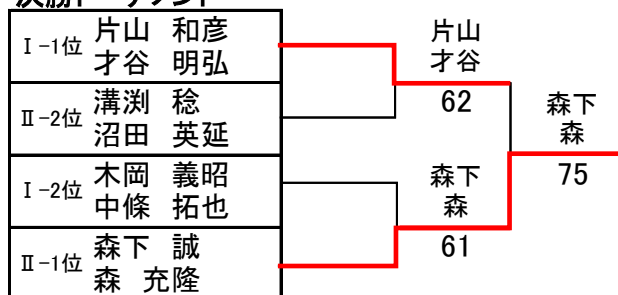 決勝トーナメント
Ⅰ-1位 片山 和彦
才谷 明弘
Ⅱ-2位 溝渕 稔
沼田 英延
Ⅰ-2位 木岡 義昭
中條 拓也
Ⅱ-1位 森下 誠
森 充隆
片山
才谷
62
森下
森
61
森下
森
75